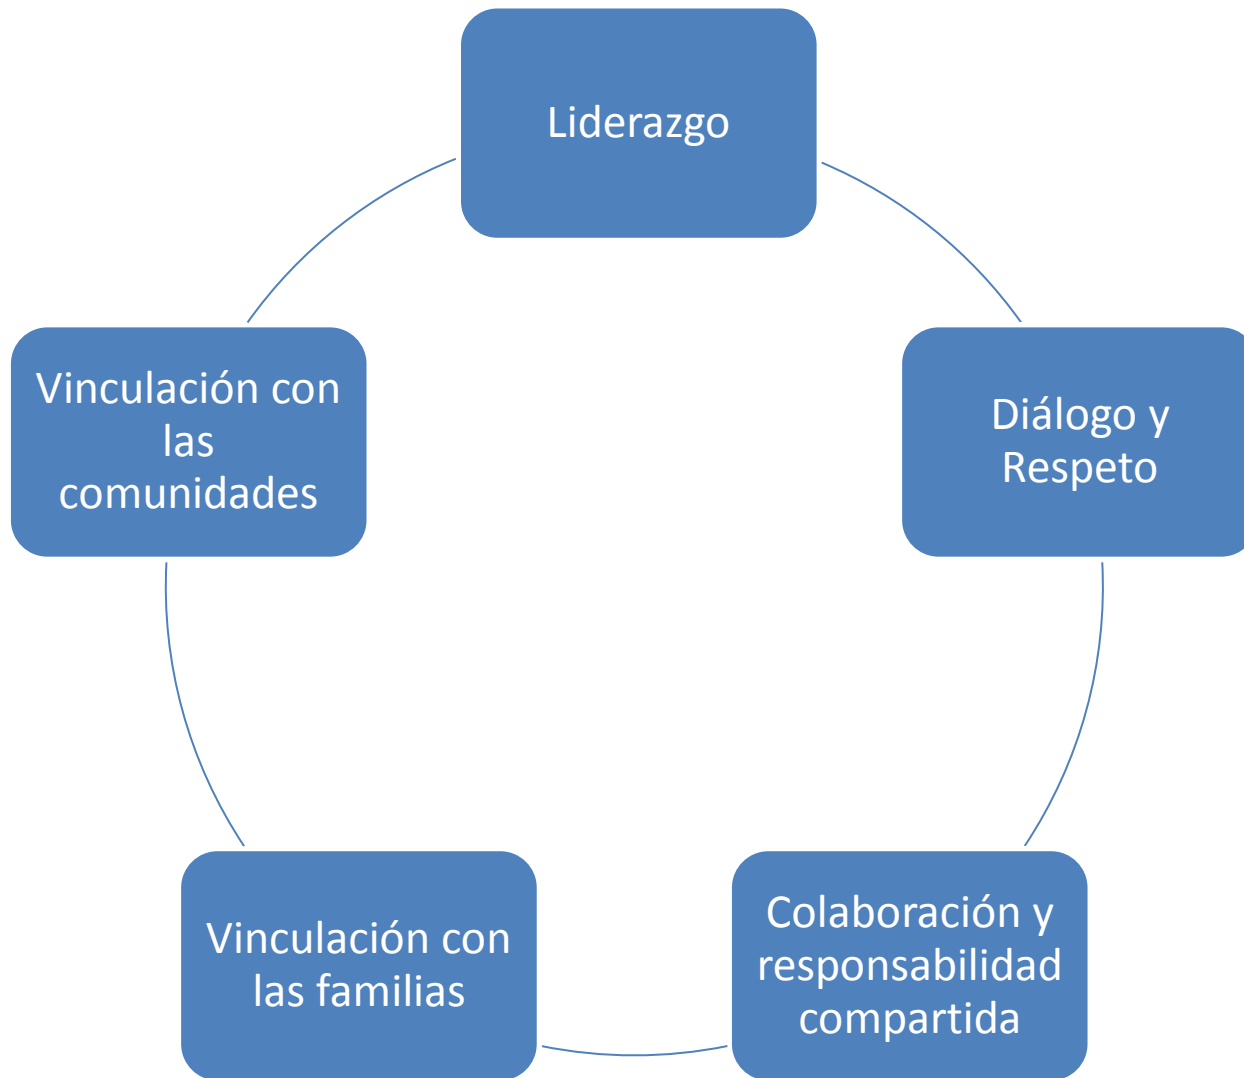 Liderazgo
Diálogo y
Respeto
Colaboración y
responsabilidad
compartida
Vinculación con
las familias
Vinculación con
las
comunidades